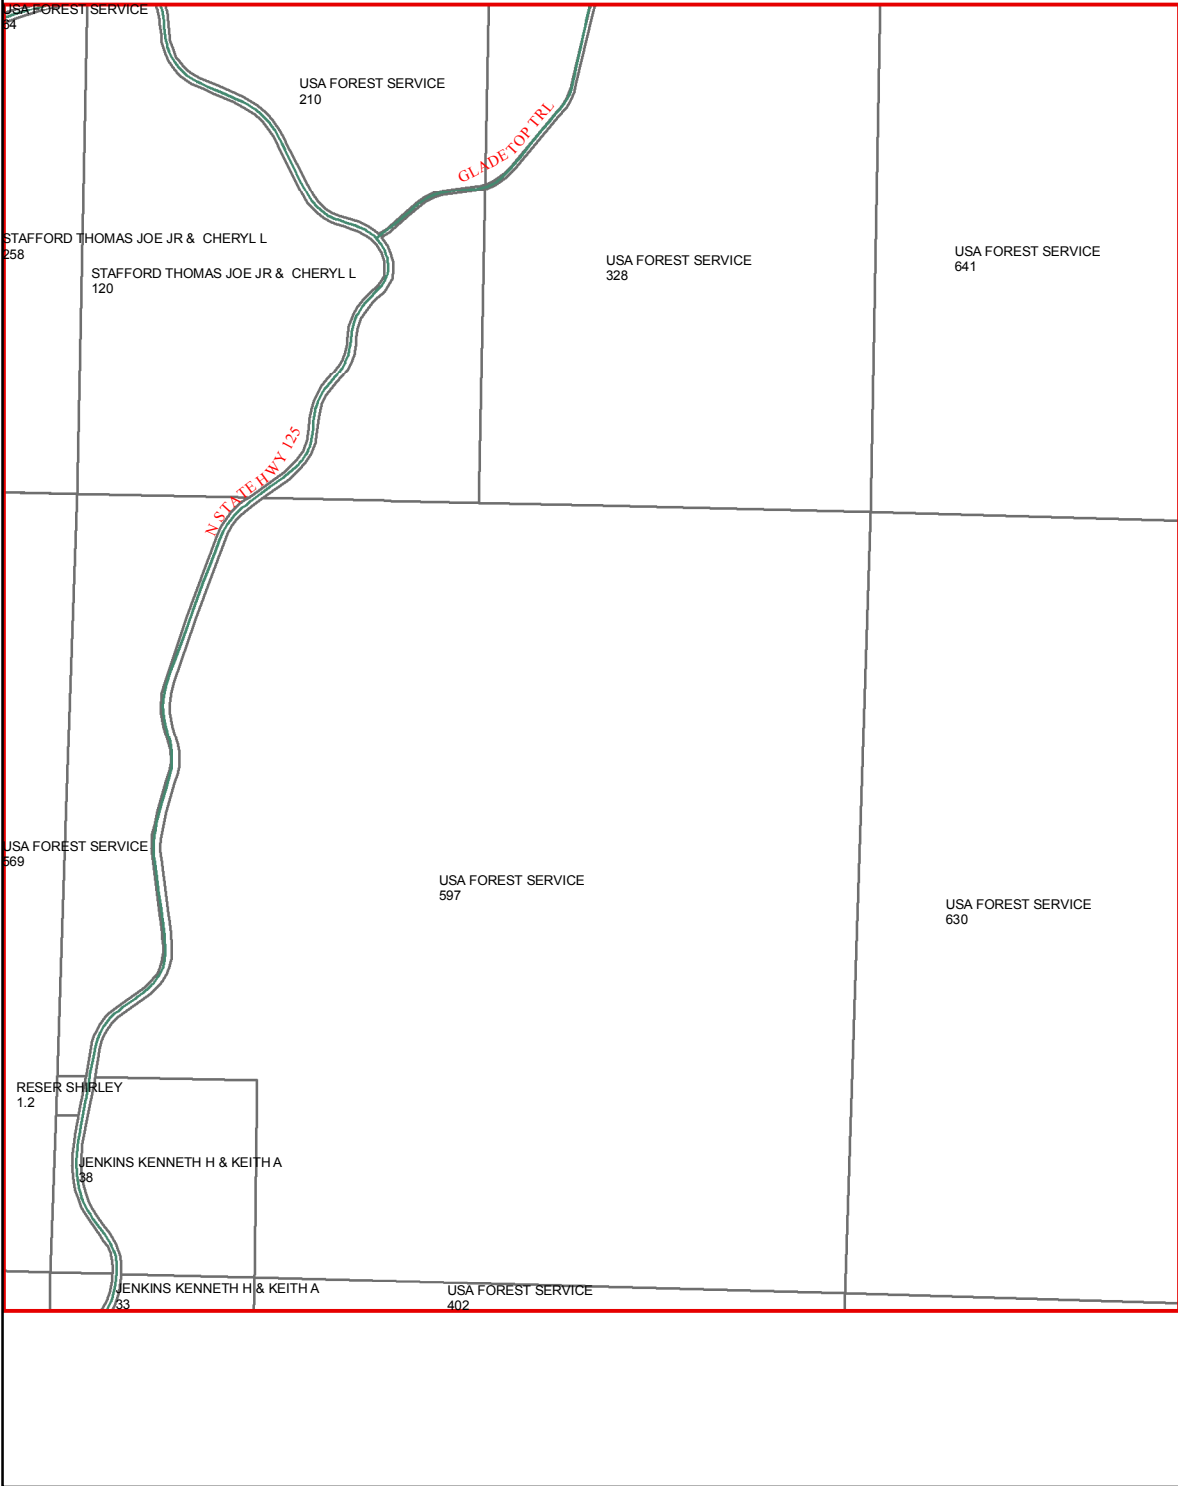 USA FOREST SERVICE
64
USA FOREST SERVICE
210
GLADETOP TRL
STAFFORD THOMAS JOE JR & CHERYL L
258
STAFFORD THOMAS JOE JR & CHERYL L
120
USA FOREST SERVICE
328
USA FOREST SERVICE
641
N STATE HWY 125
USA FOREST SERVICE
569
USA FOREST SERVICE
597
USA FOREST SERVICE
630
RESER SHIRLEY
1.2
JENKINS KENNETH H & KEITH A
38
JENKINS KENNETH H & KEITH A
33
USA FOREST SERVICE
402